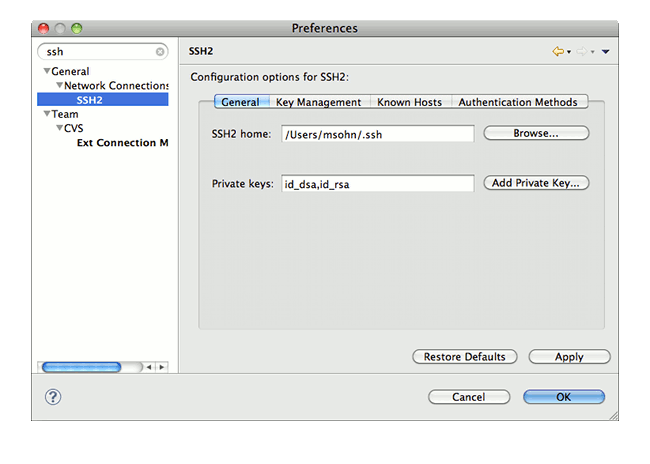 Preferences
ssh
SSH2
General
Network Connections
SSH2
Team
CVS
Ext Connection M
Configuration options for SSH2:
General Key Management Known Hosts Authentication Methods
SSH2 home: /Users/msohn/.ssh Browse...
Private keys: id_dsa,id_rsa Add Private Key...
Restore Defaults Apply
? Cancel OK